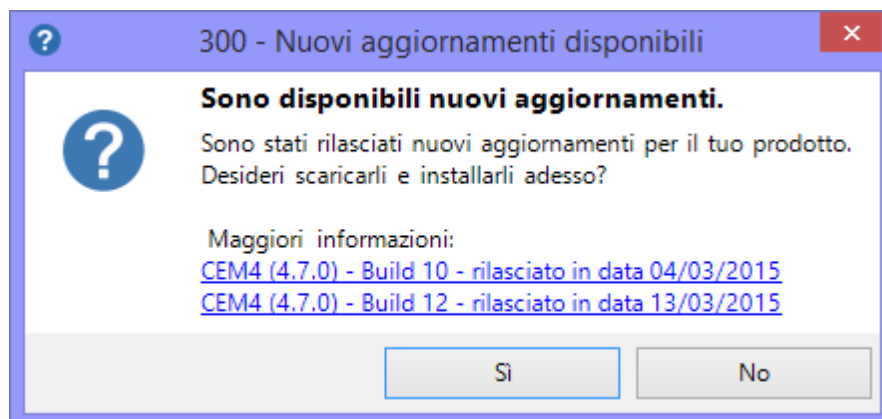 300 - Nuovi aggiornamenti disponibili
Sono disponibili nuovi aggiornamenti.
Sono stati rilasciati nuovi aggiornamenti per il tuo prodotto.
Desideri scaricarli e installarli adesso?
Maggiori informazioni:
CEM4 (4.7.0) - Build 10 - rilasciato in data 04/03/2015
CEM4 (4.7.0) - Build 12 - rilasciato in data 13/03/2015
Sì
No